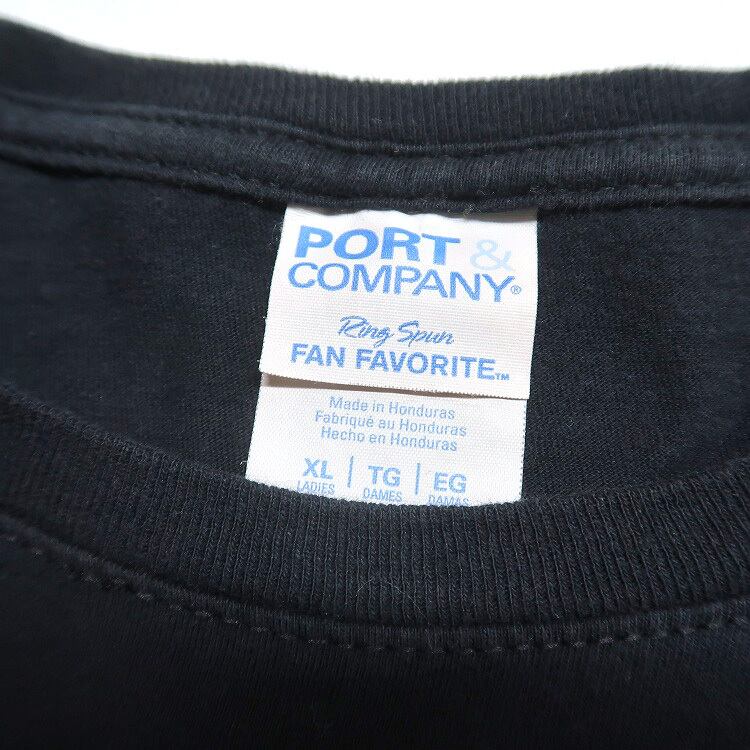 PORT &
COMPANY®
Ring Spun
FAN FAVORITE™
Made in Honduras
Fabriqué au Honduras
Hecho en Honduras
XL | TG | EG
LADIES DAMES DAMAS